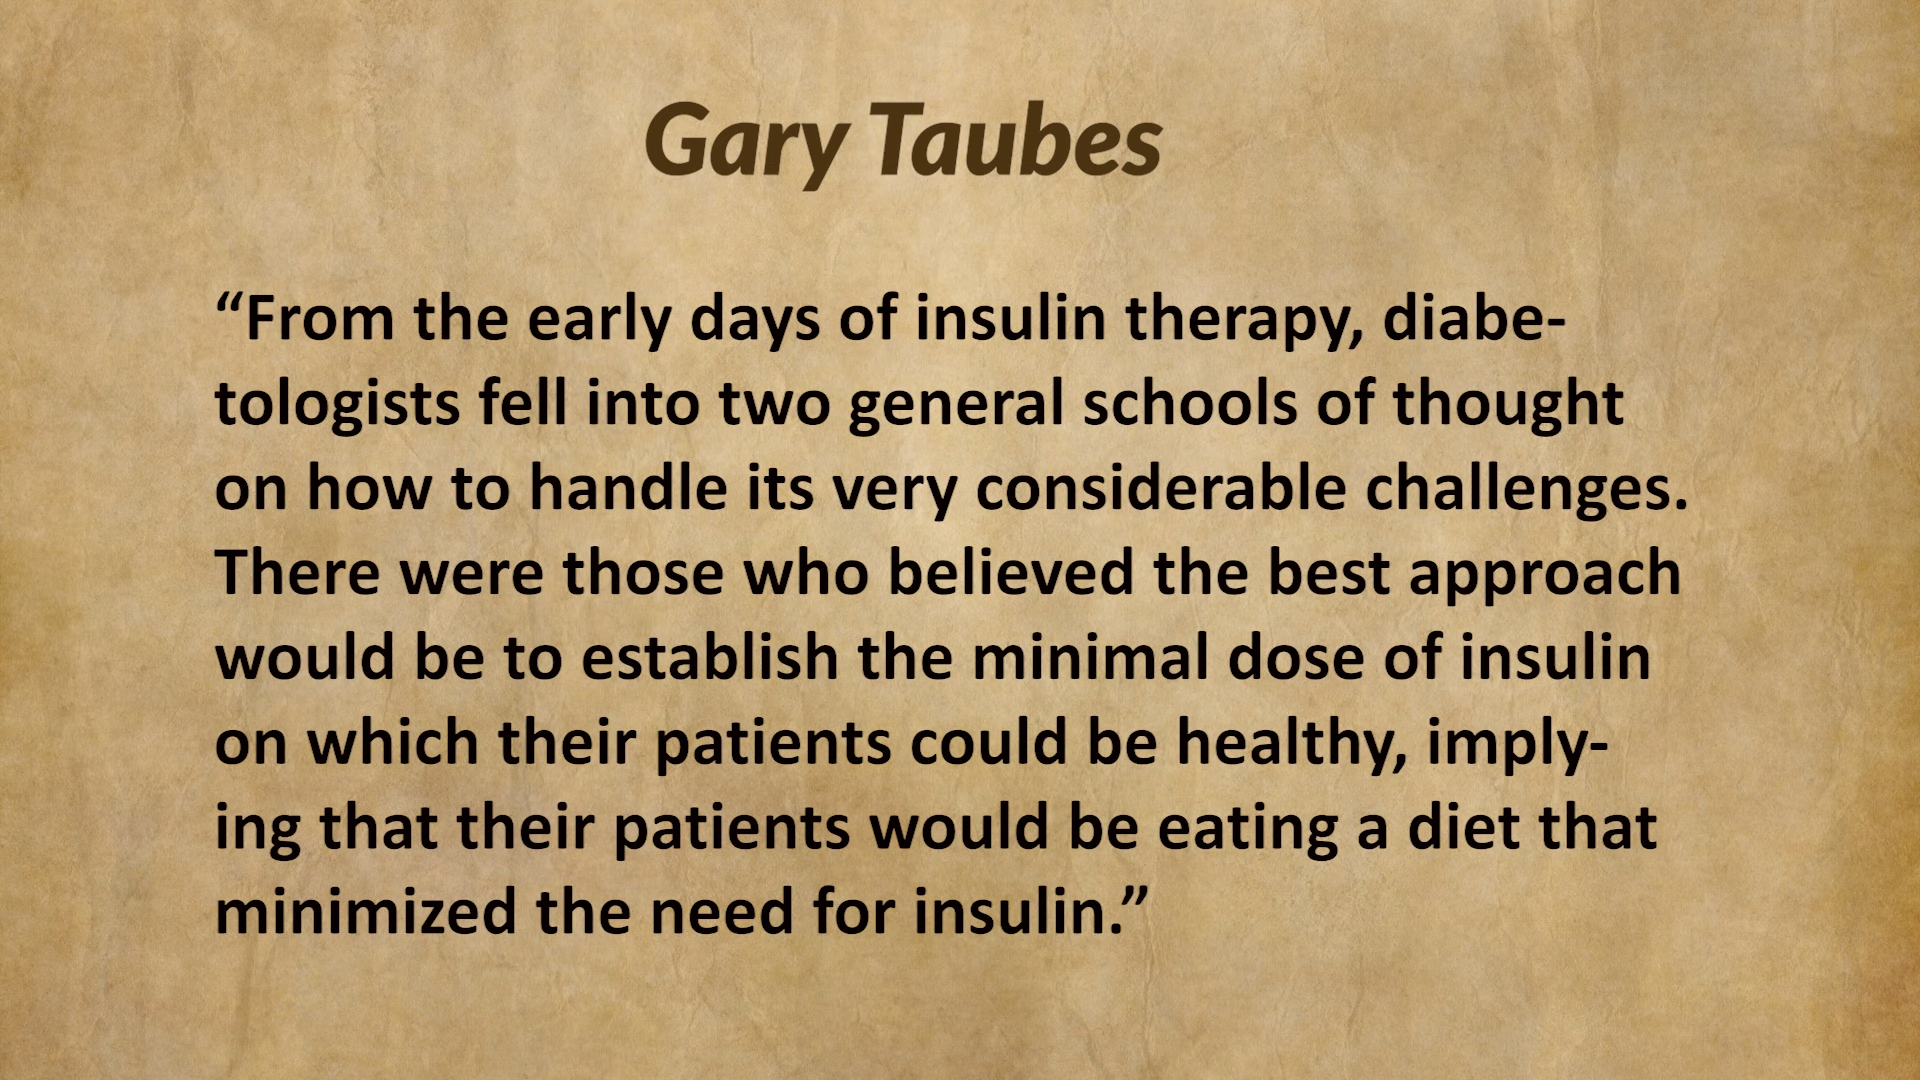 Gary Taubes
“From the early days of insulin therapy, diabe-
tologists fell into two general schools of thought
on how to handle its very considerable challenges.
There were those who believed the best approach
would be to establish the minimal dose of insulin
on which their patients could be healthy, imply-
ing that their patients would be eating a diet that
minimized the need for insulin.”